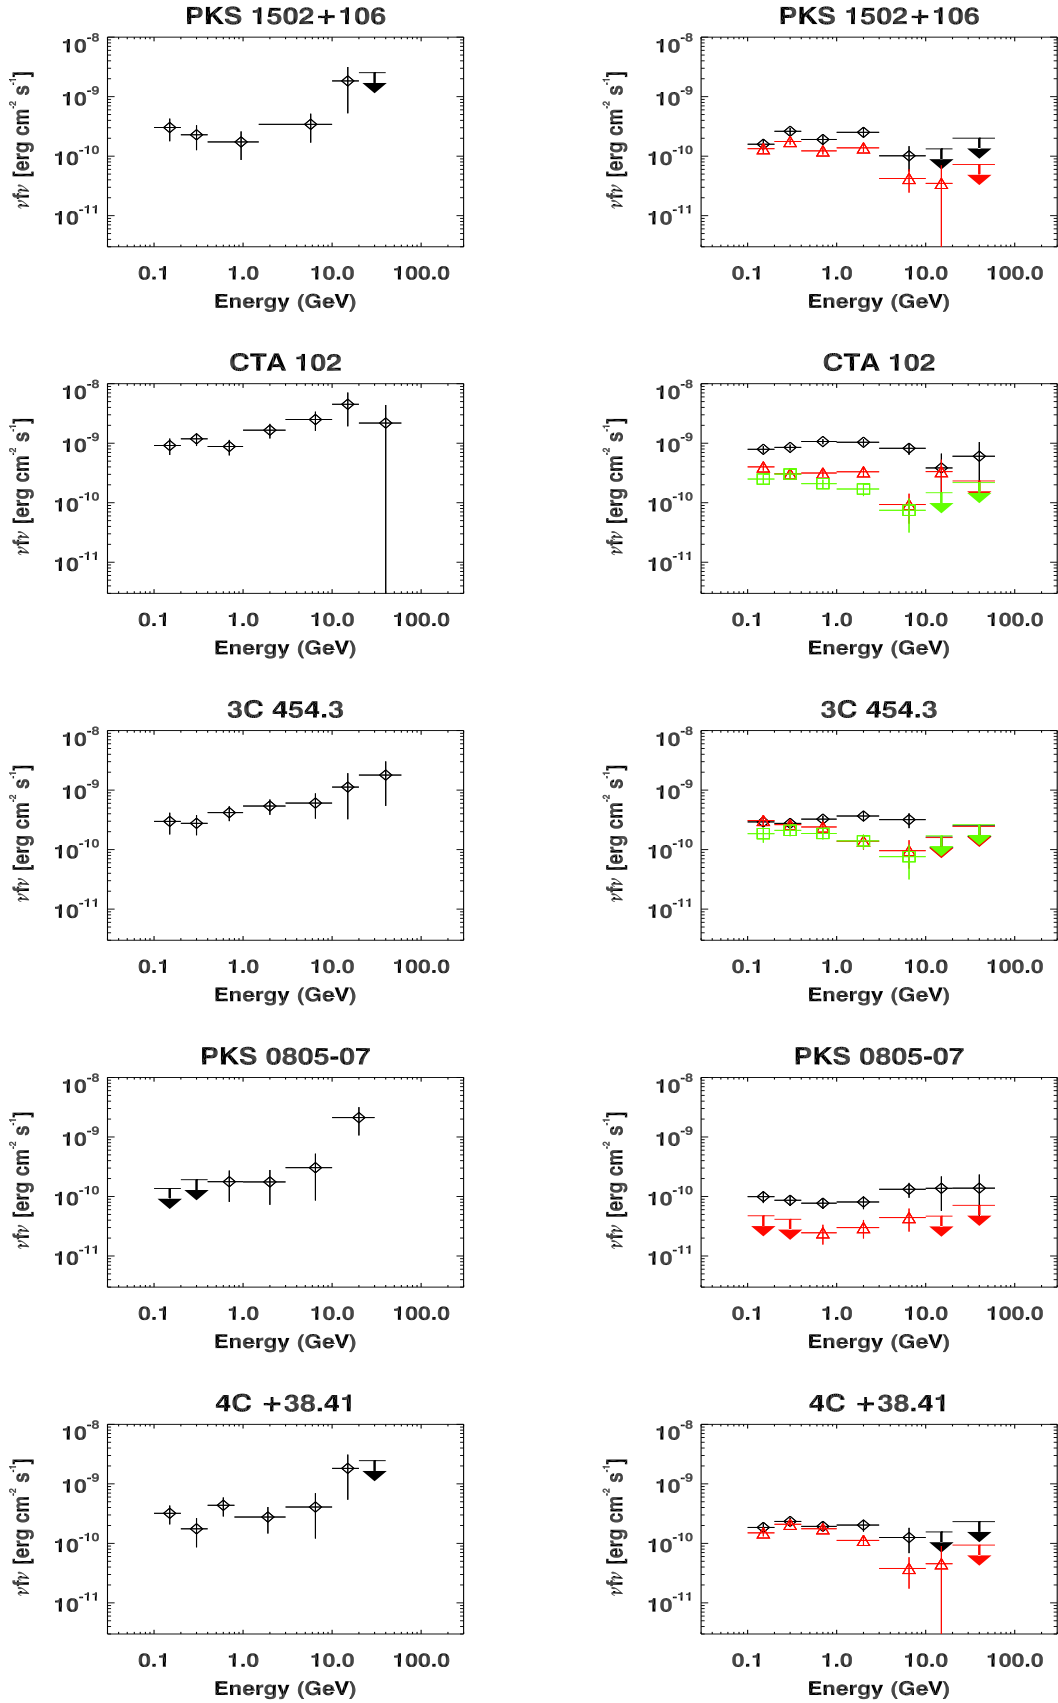 PKS 1502+106
PKS 1502+106
10⁻⁸
10⁻⁹
10⁻¹⁰
10⁻¹¹
νfν [erg cm⁻² s⁻¹]
0.1 1.0 10.0 100.0
Energy (GeV)
10⁻⁸
10⁻⁹
10⁻¹⁰
10⁻¹¹
νfν [erg cm⁻² s⁻¹]
0.1 1.0 10.0 100.0
Energy (GeV)
CTA 102
CTA 102
10⁻⁸
10⁻⁹
10⁻¹⁰
10⁻¹¹
νfν [erg cm⁻² s⁻¹]
0.1 1.0 10.0 100.0
Energy (GeV)
10⁻⁸
10⁻⁹
10⁻¹⁰
10⁻¹¹
νfν [erg cm⁻² s⁻¹]
0.1 1.0 10.0 100.0
Energy (GeV)
3C 454.3
3C 454.3
10⁻⁸
10⁻⁹
10⁻¹⁰
10⁻¹¹
νfν [erg cm⁻² s⁻¹]
0.1 1.0 10.0 100.0
Energy (GeV)
10⁻⁸
10⁻⁹
10⁻¹⁰
10⁻¹¹
νfν [erg cm⁻² s⁻¹]
0.1 1.0 10.0 100.0
Energy (GeV)
PKS 0805-07
PKS 0805-07
10⁻⁸
10⁻⁹
10⁻¹⁰
10⁻¹¹
νfν [erg cm⁻² s⁻¹]
0.1 1.0 10.0 100.0
Energy (GeV)
10⁻⁸
10⁻⁹
10⁻¹⁰
10⁻¹¹
νfν [erg cm⁻² s⁻¹]
0.1 1.0 10.0 100.0
Energy (GeV)
4C +38.41
4C +38.41
10⁻⁸
10⁻⁹
10⁻¹⁰
10⁻¹¹
νfν [erg cm⁻² s⁻¹]
0.1 1.0 10.0 100.0
Energy (GeV)
10⁻⁸
10⁻⁹
10⁻¹⁰
10⁻¹¹
νfν [erg cm⁻² s⁻¹]
0.1 1.0 10.0 100.0
Energy (GeV)